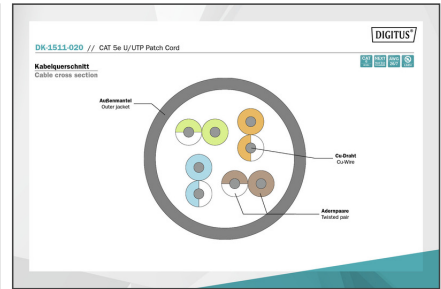 DIGITUS®
DK-1511-020 // CAT 5e U/UTP Patch Cord
Kabelquerschnitt
Cable cross section
Außenmantel
Outer jacket
Cu-Draht
Cu-Wire
Adernpaare
Twisted pair